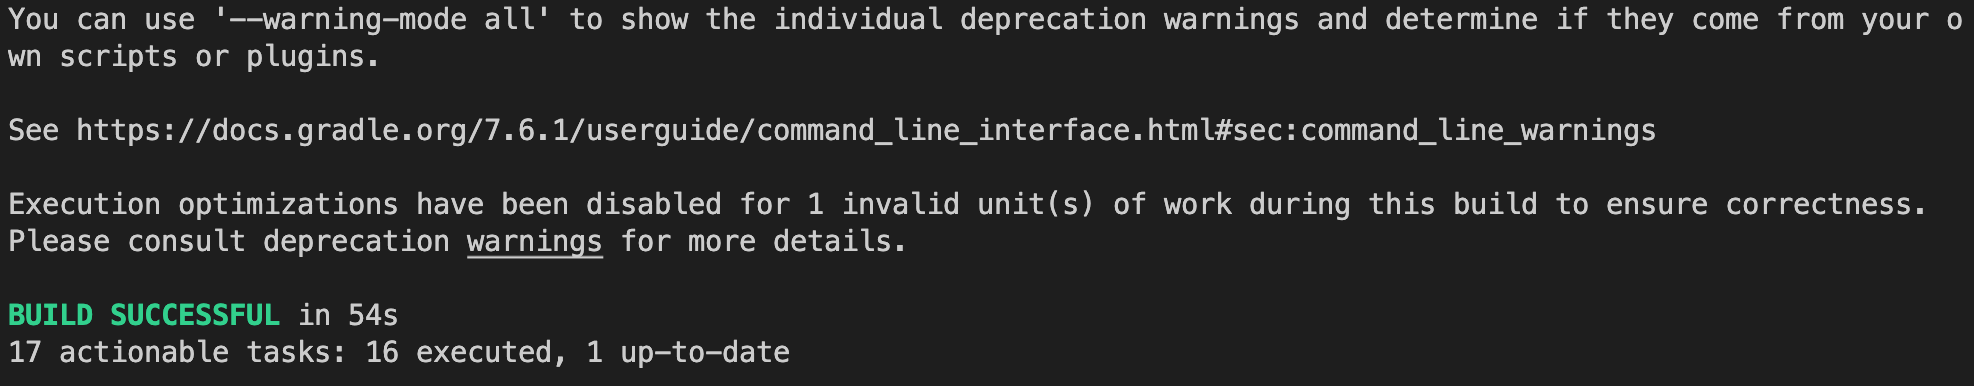 You can use '--warning-mode all' to show the individual deprecation warnings and determine if they come from your o
wn scripts or plugins.
See https://docs.gradle.org/7.6.1/userguide/command_line_interface.html#sec:command_line_warnings
Execution optimizations have been disabled for 1 invalid unit(s) of work during this build to ensure correctness.
Please consult deprecation warnings for more details.
BUILD SUCCESSFUL in 54s
17 actionable tasks: 16 executed, 1 up-to-date